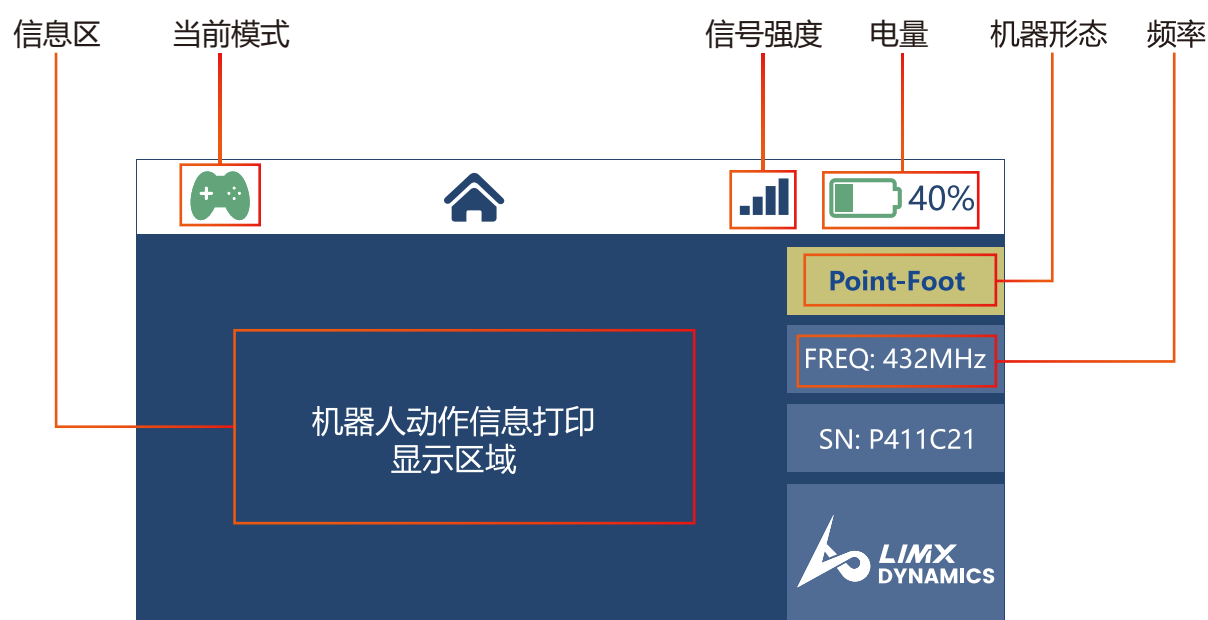 信息区
当前模式
信号强度
电量
机器形态
频率
40%
Point-Foot
FREQ: 432MHz
机器人动作信息打印
显示区域
SN: P411C21
LIMX
DYNAMICS